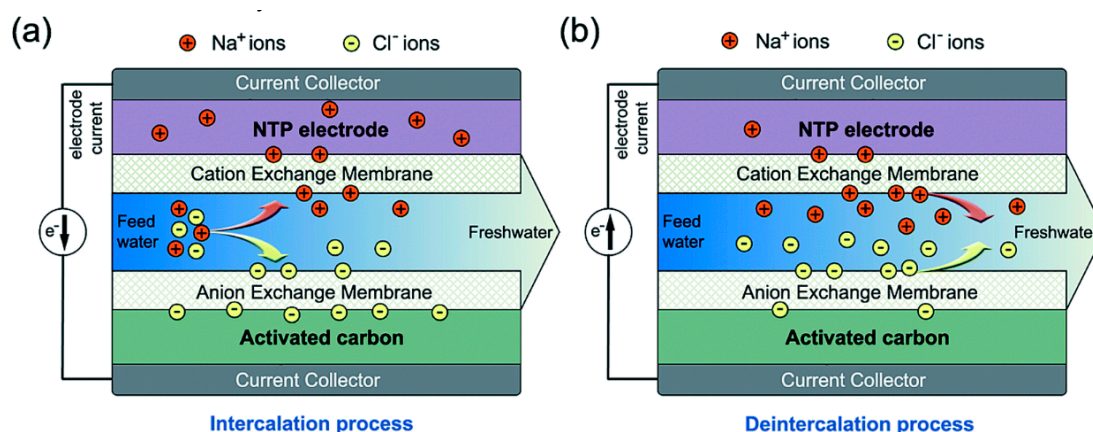 (a)
Na⁺ ions
Cl⁻ ions
Current Collector
electrode
current
NTP electrode
Cation Exchange Membrane
e⁻
Feed
water
Freshwater
Anion Exchange Membrane
Activated carbon
Current Collector
Intercalation process
(b)
Na⁺ ions
Cl⁻ ions
Current Collector
electrode
current
NTP electrode
Cation Exchange Membrane
e⁻
Feed
water
Freshwater
Anion Exchange Membrane
Activated carbon
Current Collector
Deintercalation process